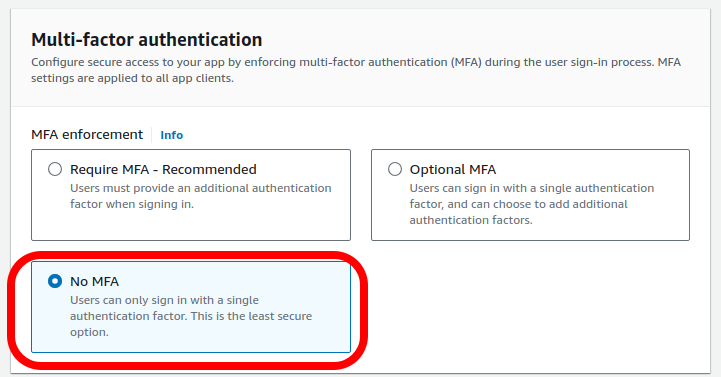 Multi-factor authentication
Configure secure access to your app by enforcing multi-factor authentication (MFA) during the user sign-in process. MFA
settings are applied to all app clients.
MFA enforcement Info
Require MFA - Recommended
Users must provide an additional authentication
factor when signing in.
Optional MFA
Users can sign in with a single authentication
factor, and can choose to add additional
authentication factors.
No MFA
Users can only sign in with a single
authentication factor. This is the least secure
option.